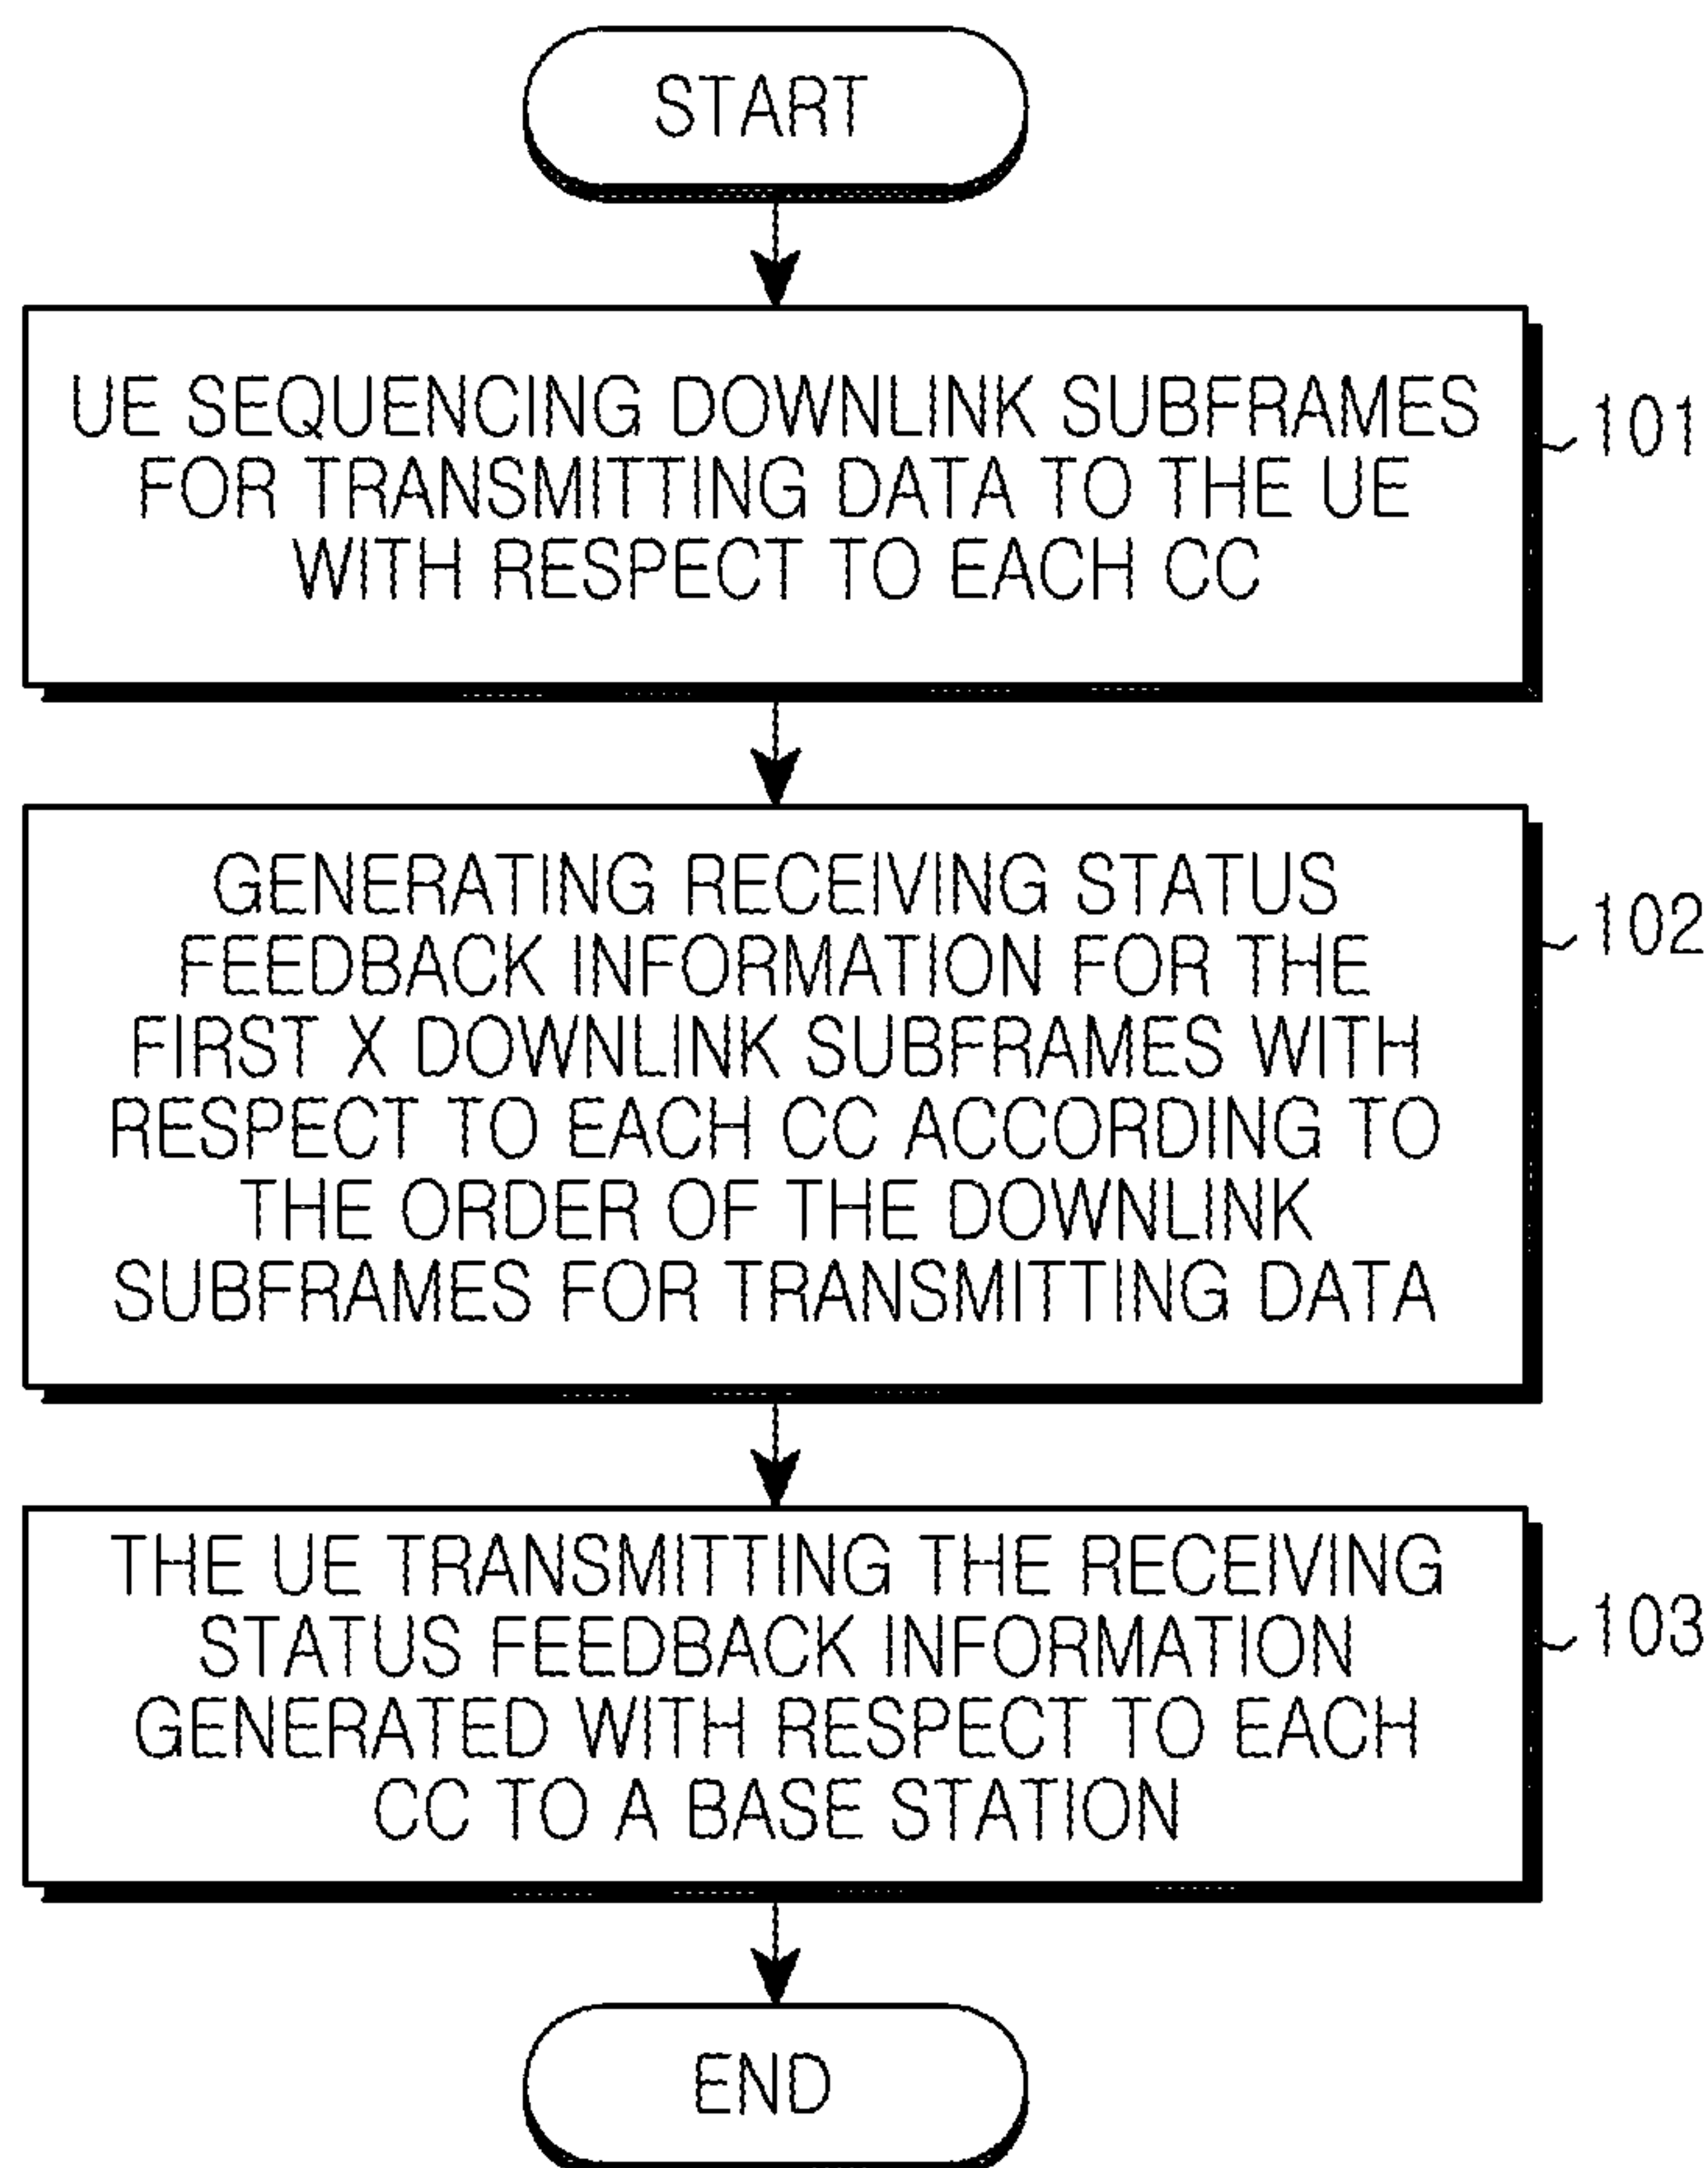 START
UE SEQUENCING DOWNLINK SUBFRAMES
FOR TRANSMITTING DATA TO THE UE
WITH RESPECT TO EACH CC
101
GENERATING RECEIVING STATUS
FEEDBACK INFORMATION FOR THE
FIRST X DOWNLINK SUBFRAMES WITH
RESPECT TO EACH CC ACCORDING TO
THE ORDER OF THE DOWNLINK
SUBFRAMES FOR TRANSMITTING DATA
102
THE UE TRANSMITTING THE RECEIVING
STATUS FEEDBACK INFORMATION
GENERATED WITH RESPECT TO EACH
CC TO A BASE STATION
103
END